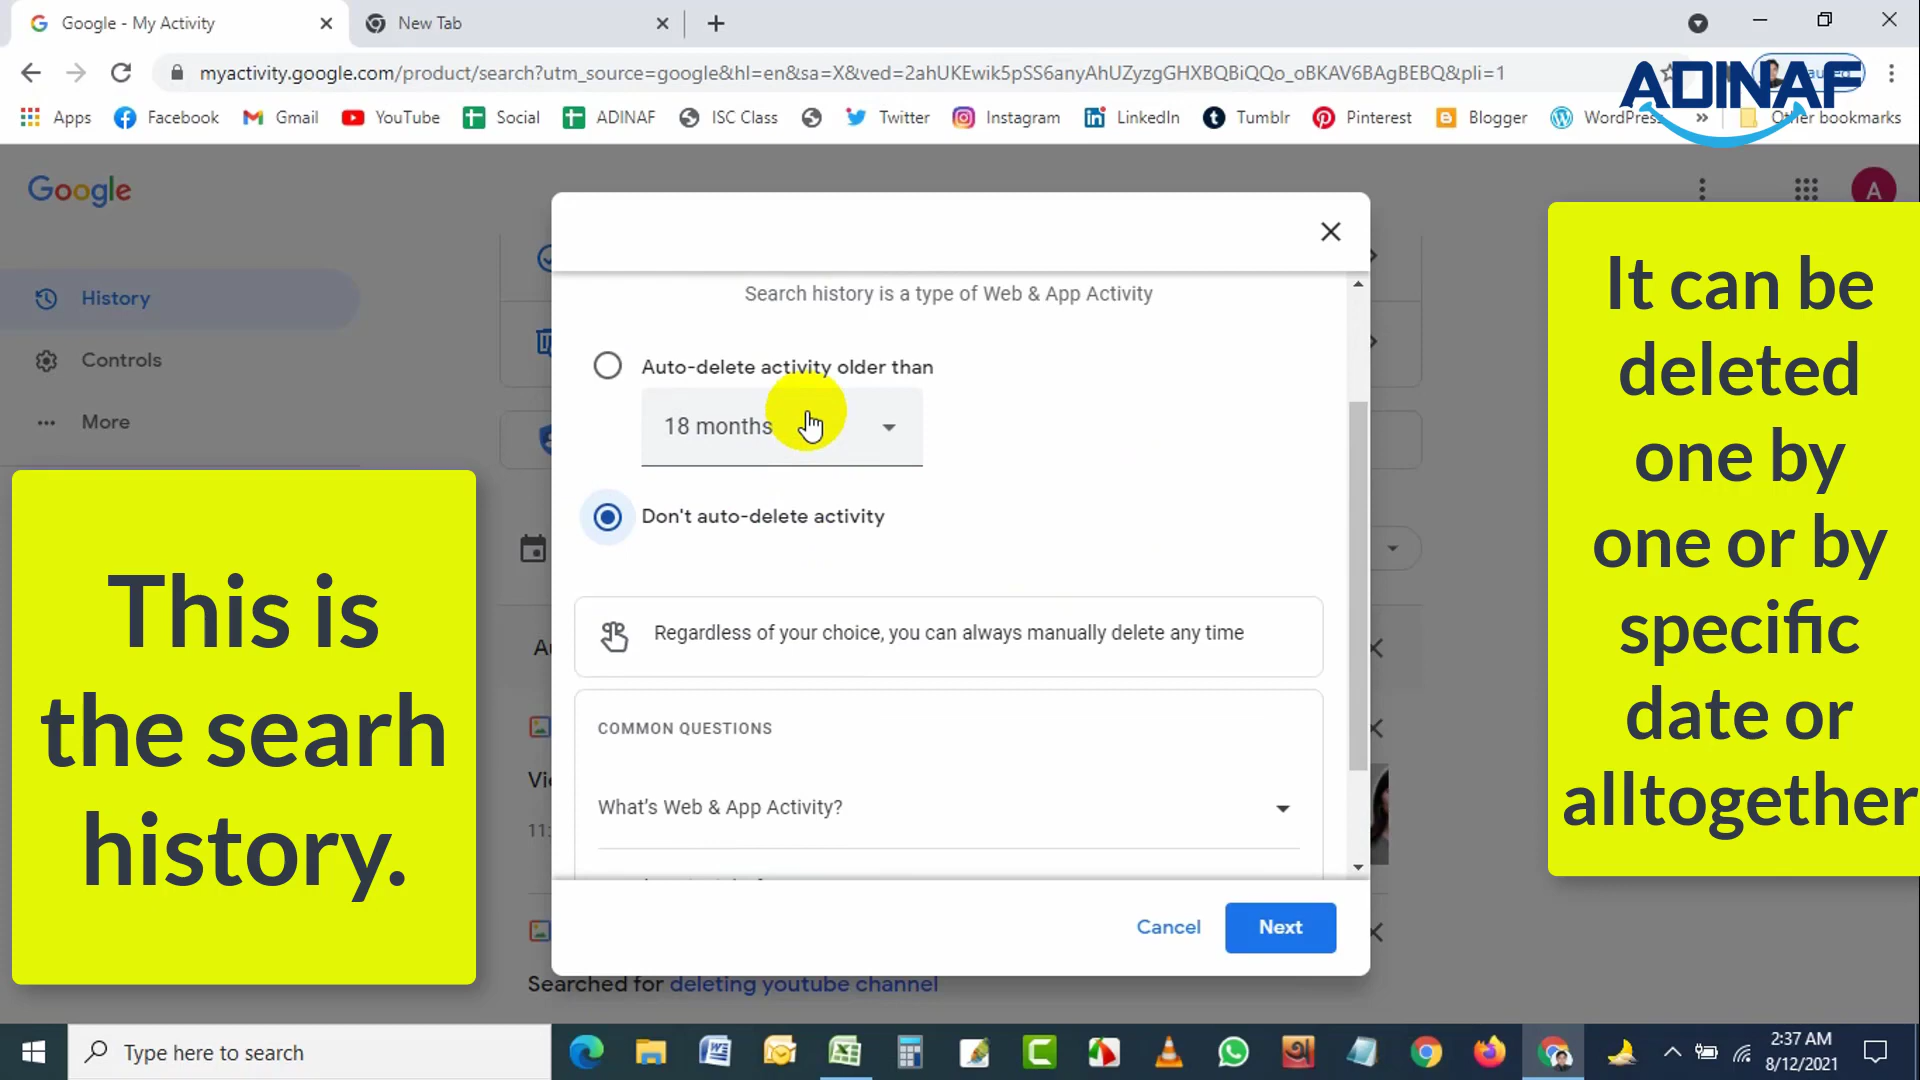 Google - My Activity
New Tab
myactivity.google.com/product/search?utm_source=google&hl=en&sa=X&ved=2ahUKEwik5pSS6anyAhUZyzgGHXBQBiQQo_oBKAV6BAgBEBQ&pli=1
ADINAF
Apps
Facebook
Gmail
YouTube
Social
ADINAF
ISC Class
Twitter
Instagram
LinkedIn
Tumblr
Pinterest
Blogger
WordPress
Other bookmarks
Google
A
History
Controls
More
Search history is a type of Web & App Activity
Auto-delete activity older than
18 months
Don't auto-delete activity
Regardless of your choice, you can always manually delete any time
COMMON QUESTIONS
What's Web & App Activity?
Cancel
Next
Searched for deleting youtube channel
This is
the searh
history.
It can be
deleted
one by
one or by
specific
date or
alltogether
Type here to search
2:37 AM
8/12/2021